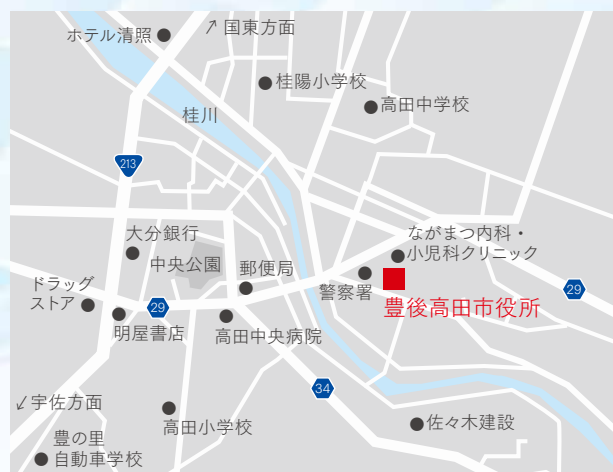 ↗国東方面
ホテル清照
桂陽小学校
高田中学校
桂川
213
大分銀行
中央公園
郵便局
ながまつ内科・
小児科クリニック
警察署
豊後高田市役所
29
ドラッグ
ストア
29
明屋書店
高田中央病院
34
↙宇佐方面
高田小学校
佐々木建設
豊の里
自動車学校